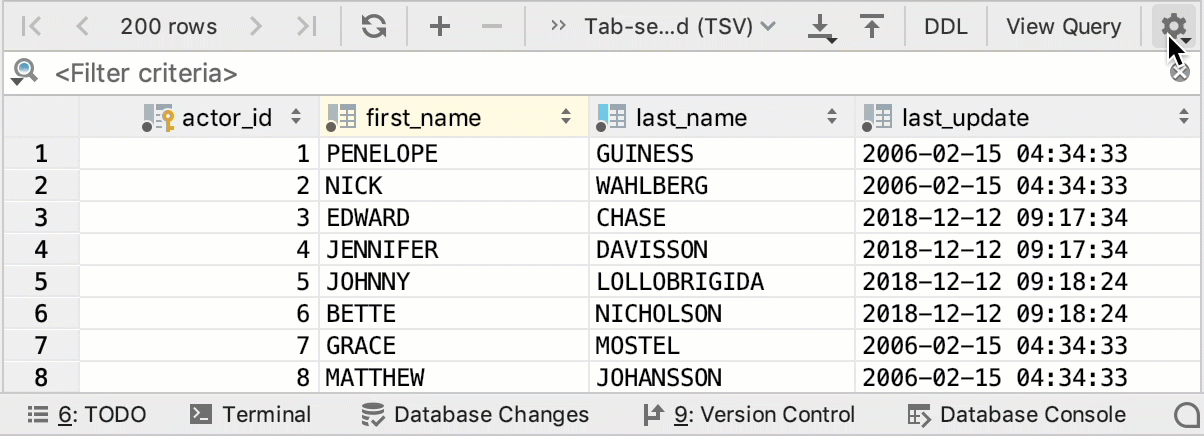 200 rows Tab-se...d (TSV) DDL View Query
<Filter criteria>
actor_id first_name last_name last_update
1 1 PENELOPE GUINESS 2006-02-15 04:34:33
2 2 NICK WAHLBERG 2006-02-15 04:34:33
3 3 EDWARD CHASE 2018-12-12 09:17:34
4 4 JENNIFER DAVISSON 2018-12-12 09:17:34
5 5 JOHNNY LOLLOBRIGIDA 2018-12-12 09:18:24
6 6 BETTE NICHOLSON 2018-12-12 09:18:24
7 7 GRACE MOSTEL 2006-02-15 04:34:33
8 8 MATTHEW JOHANSSON 2006-02-15 04:34:33
6: TODO Terminal Database Changes 9: Version Control Database Console